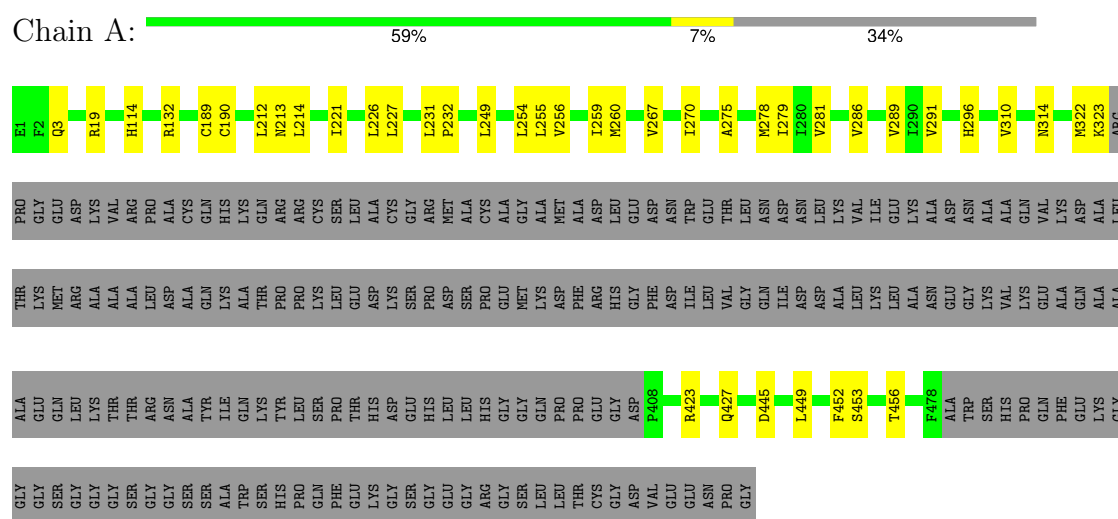 Chain A:
59% 7% 34%
E1 F2 Q3 R19 H114 R132 C189 C190 L212 N213 L214 I221 L226 L227 L231 P232 L249 L254 L255 V256 I259 M260 V267 I270 A275 M278 I279 I280 V281 V286 V289 I290 V291 H296 V310 N314 M322 K323 ARG
PRO GLY GLU ASP LYS VAL ARG PRO ALA CYS GLN HIS LYS GLN ARG ARG CYS SER LEU ALA CYS GLY ARG MET ALA CYS ALA GLY ALA MET ALA ASP LEU GLU ASP ASN TRP GLU THR LEU ASN ASP ASN LEU LYS VAL ILE GLU LYS ALA ASP ASN ALA ALA GLN VAL LYS ASP ALA LEU
THR LYS MET ARG ALA ALA ALA LEU ASP ALA GLN LYS ALA THR PRO PRO LYS LEU GLU ASP LYS SER PRO ASP SER PRO GLU MET LYS ASP PHE ARG HIS GLY PHE ASP ILE LEU VAL GLY GLN ILE ASP ASP ALA LEU LYS LEU ALA ASN GLU GLY LYS VAL LYS GLU ALA GLN ALA ALA
ALA GLU GLN LEU LYS THR THR ARG ASN ALA TYR ILE GLN LYS TYR LEU SER PRO THR HIS ASP GLU HIS LEU LEU HIS GLY GLY GLN PRO PRO GLU GLY ASP P408 R423 Q427 D445 L449 F452 S453 T456 F478 ALA TRP SER HIS PRO GLN PHE GLU LYS GLY
GLY GLY SER GLY GLY GLY SER GLY GLY SER SER ALA TRP SER HIS PRO GLN PHE GLU LYS GLY SER GLY GLU GLY ARG GLY SER LEU LEU THR CYS GLY ASP VAL GLU GLU ASN PRO GLY